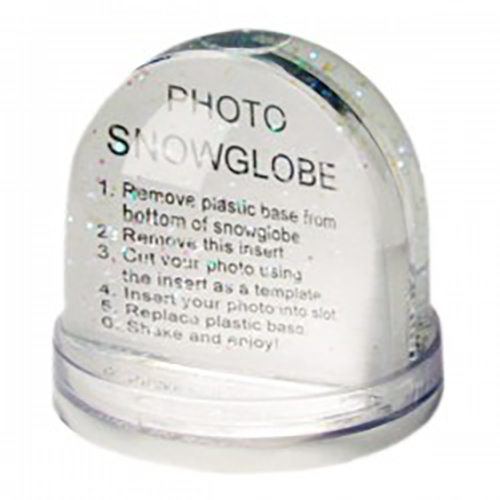 PHOTO
SNOWGLOBE
1. Remove plastic base from
bottom of snowglobe
2. Remove this insert
3. Cut your photo using
the insert as a template
4. Insert your photo into slot
5. Replace plastic base
6. Shake and enjoy!